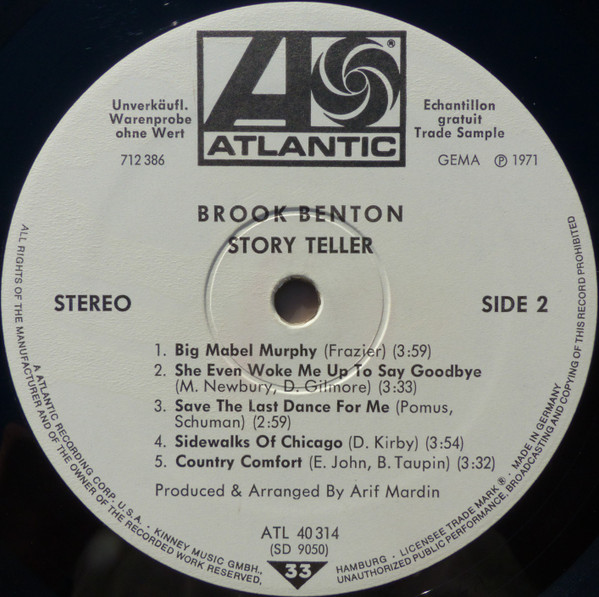 ATLANTIC
®
Unverkäufl.
Warenprobe
ohne Wert
712 386
Echantillon
gratuit
Trade Sample
GEMA ℗ 1971
BROOK BENTON
STORY TELLER
STEREO
SIDE 2
1. Big Mabel Murphy (Frazier) (3:59)
2. She Even Woke Me Up To Say Goodbye
(M. Newbury, D. Gilmore) (3:33)
3. Save The Last Dance For Me (Pomus,
Schuman) (2:59)
4. Sidewalks Of Chicago (D. Kirby) (3:54)
5. Country Comfort (E. John, B. Taupin) (3:32)
Produced & Arranged By Arif Mardin
ATL 40 314
(SD 9050)
33
ALL RIGHTS OF THE MANUFACTURER AND OF THE OWNER OF THE RECORDED WORK RESERVED,
UNAUTHORIZED PUBLIC PERFORMANCE, BROADCASTING AND COPYING OF THIS RECORD PROHIBITED
A ATLANTIC RECORDING CORP. U.S.A. · KINNEY MUSIC GMBH.,
HAMBURG · LICENSEE TRADE MARK ® · MADE IN GERMANY